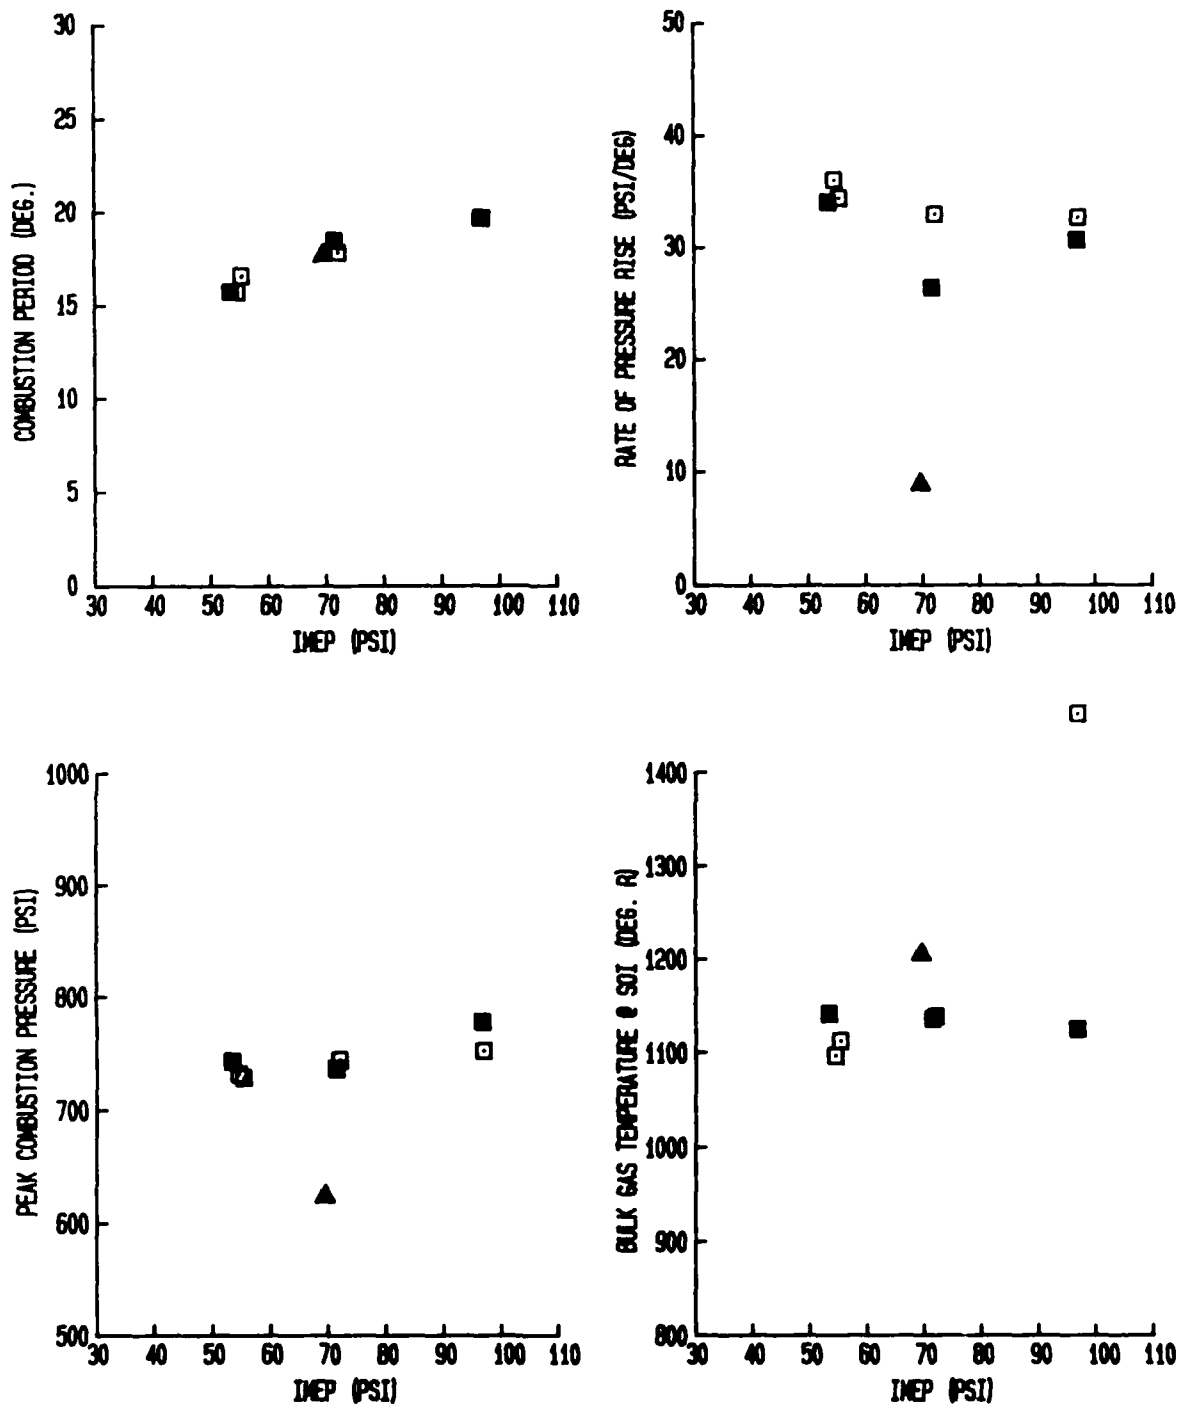 30
25
20
15
10
5
0
COMBUSTION PERIOD (DEG.)
30 40 50 60 70 80 90 100 110
IMEP (PSI)
50
40
30
20
10
0
RATE OF PRESSURE RISE (PSI/DEG)
30 40 50 60 70 80 90 100 110
IMEP (PSI)
1000
900
800
700
600
500
PEAK COMBUSTION PRESSURE (PSI)
30 40 50 60 70 80 90 100 110
IMEP (PSI)
1400
1300
1200
1100
1000
900
800
BULK GAS TEMPERATURE @ SOI (DEG. R)
30 40 50 60 70 80 90 100 110
IMEP (PSI)